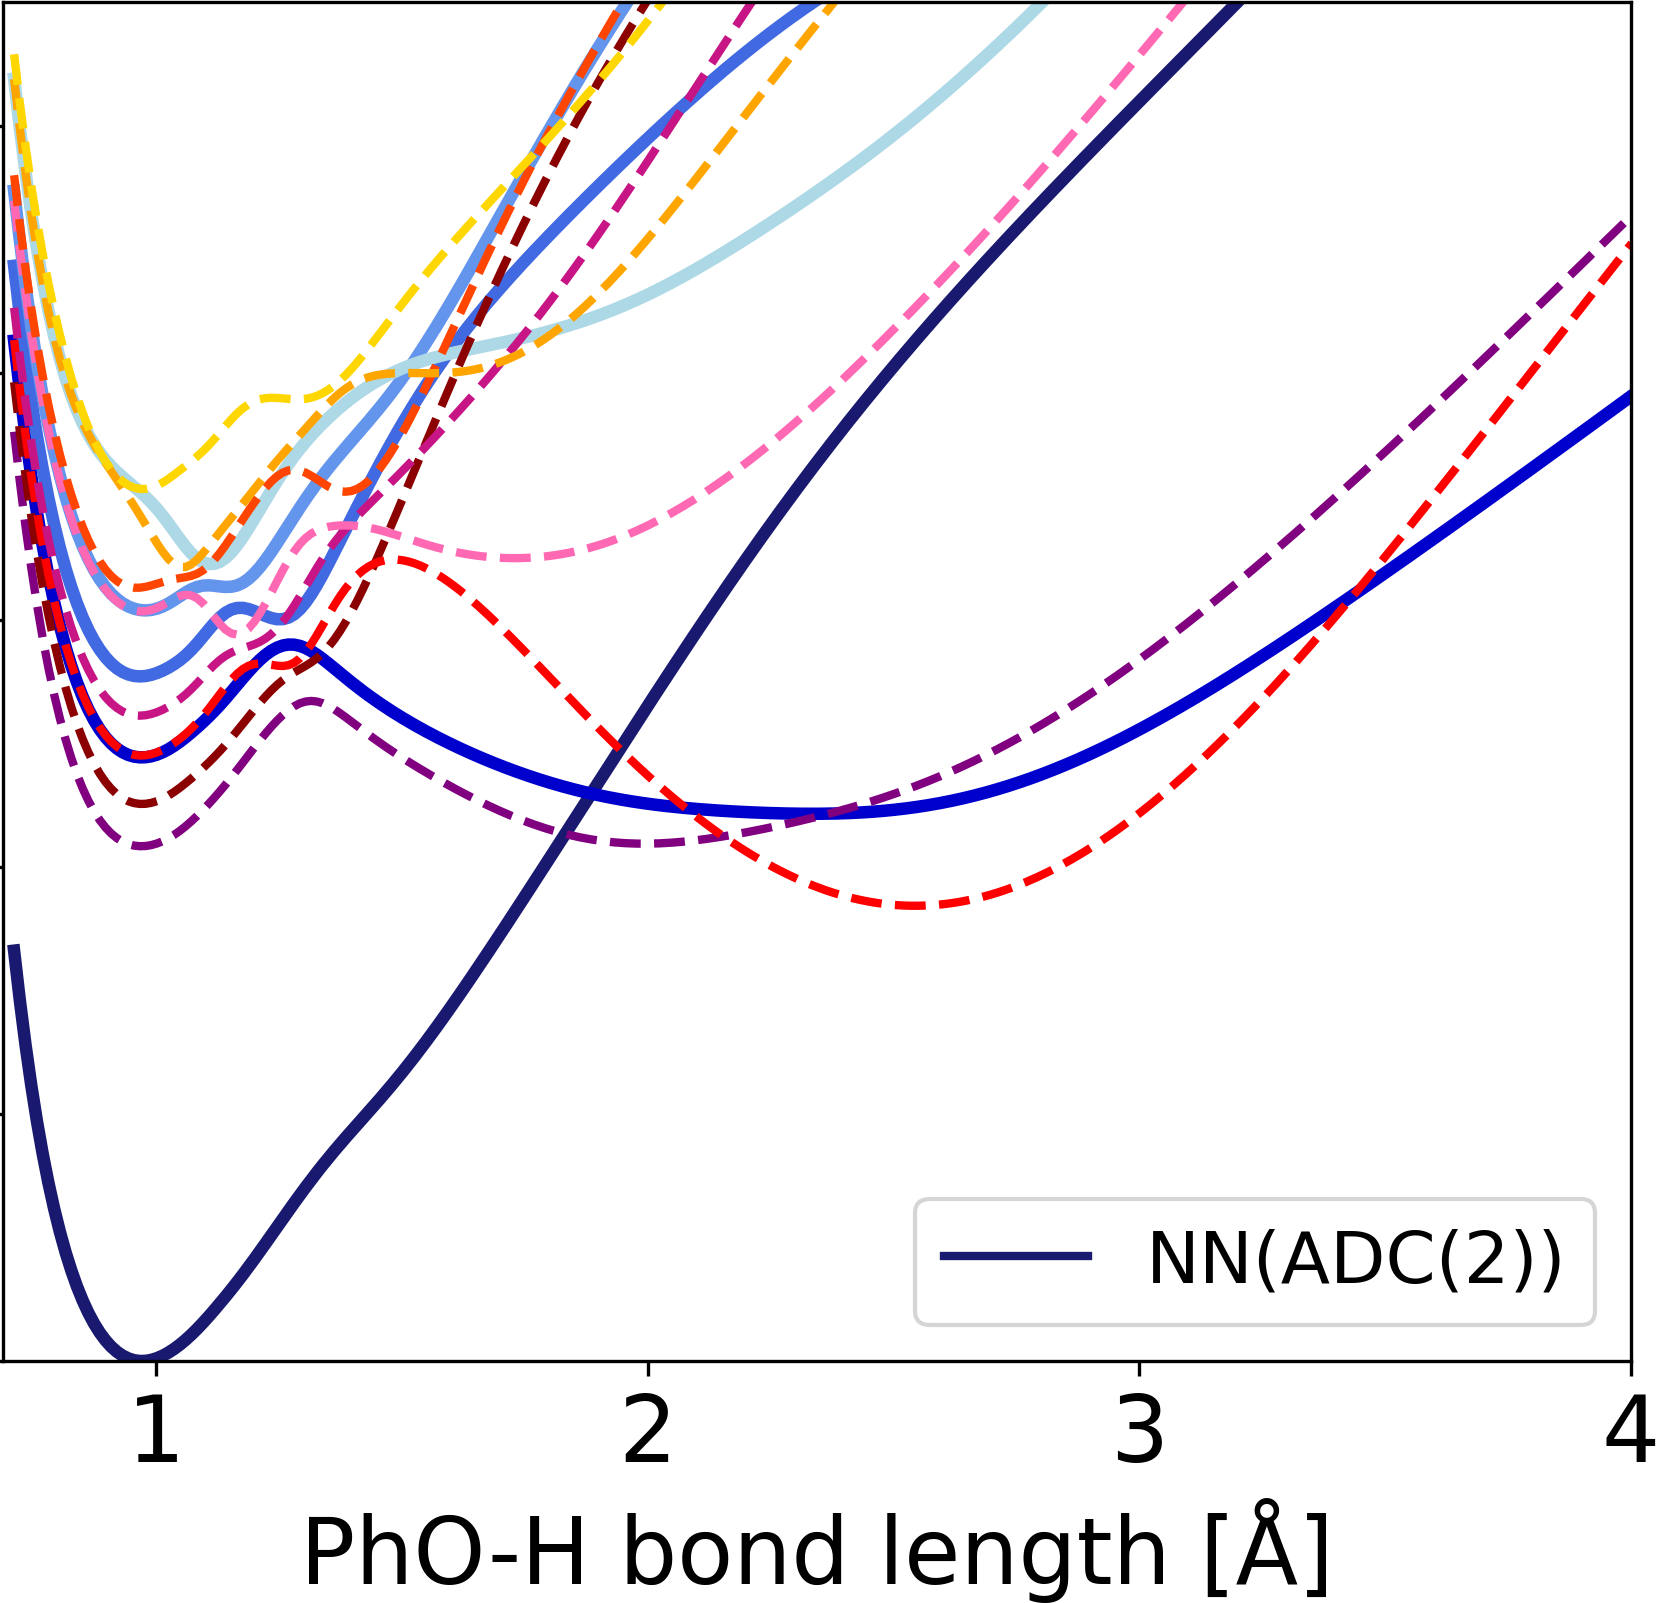 NN(ADC(2))
1 2 3 4
PhO-H bond length [Å]